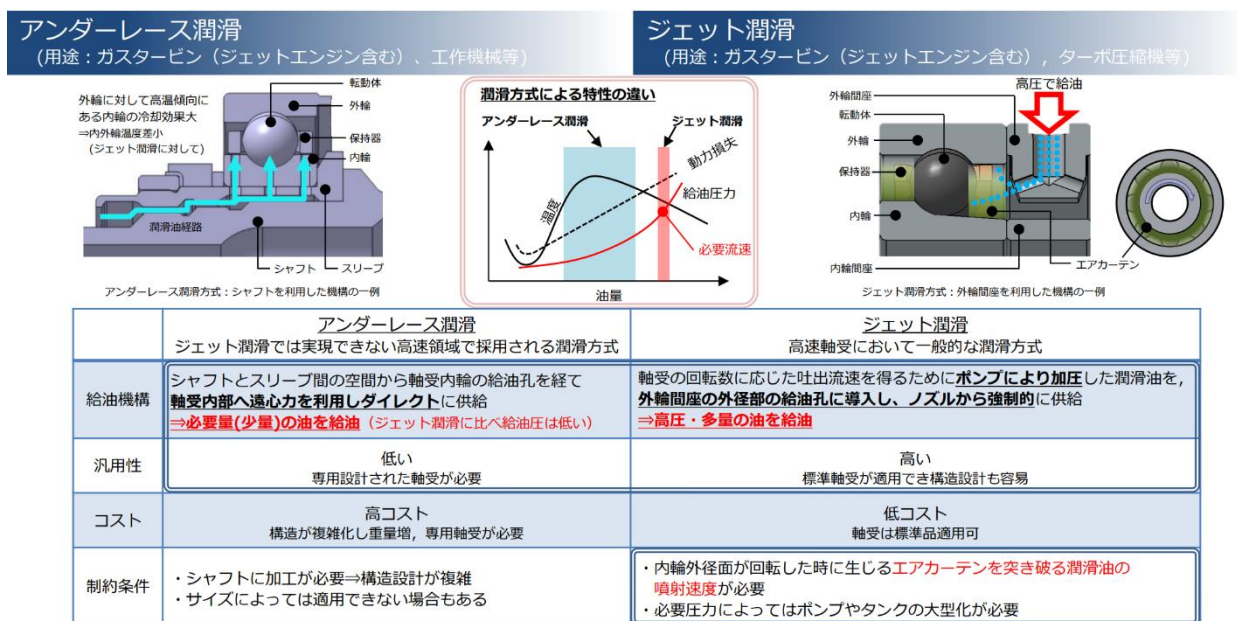 アンダーレース潤滑
(用途：ガスタービン（ジェットエンジン含む）、工作機械等)
外輪に対して高温傾向に
ある内輪の冷却効果大
⇒内外輪温度差小
(ジェット潤滑に対して)
転動体
外輪
保持器
内輪
潤滑油経路
シャフト
スリーブ
アンダーレース潤滑方式：シャフトを利用した機構の一例
潤滑方式による特性の違い
アンダーレース潤滑
ジェット潤滑
動力損失
給油圧力
温度
必要流速
油量
ジェット潤滑
(用途：ガスタービン（ジェットエンジン含む）, ターボ圧縮機等)
高圧で給油
外輪間座
転動体
外輪
保持器
内輪
内輪間座
エアカーテン
ジェット潤滑方式：外輪間座を利用した機構の一例
アンダーレース潤滑
ジェット潤滑では実現できない高速領域で採用される潤滑方式
ジェット潤滑
高速軸受において一般的な潤滑方式
給油機構
シャフトとスリーブ間の空間から軸受内輪の給油孔を経て
軸受内部へ遠心力を利用しダイレクトに供給
⇒必要量(少量)の油を給油（ジェット潤滑に比べ給油圧は低い）
軸受の回転数に応じた吐出流速を得るためにポンプにより加圧した潤滑油を,
外輪間座の外径部の給油孔に導入し、ノズルから強制的に供給
⇒高圧・多量の油を給油
汎用性
低い
専用設計された軸受が必要
高い
標準軸受が適用でき構造設計も容易
コスト
高コスト
構造が複雑化し重量増，専用軸受が必要
低コスト
軸受は標準品適用可
制約条件
・シャフトに加工が必要⇒構造設計が複雑
・サイズによっては適用できない場合もある
・内輪外径面が回転した時に生じるエアカーテンを突き破る潤滑油の
噴射速度が必要
・必要圧力によってはポンプやタンクの大型化が必要